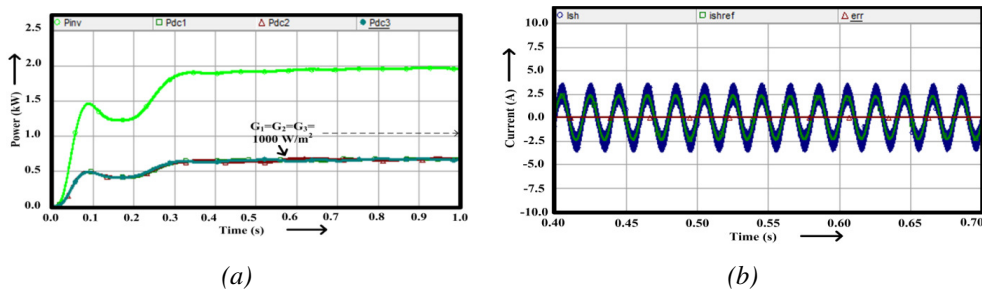 Pinv Pdc1 Pdc2 Pdc3
2.5
2.0
1.5
1.0
0.5
0.0
Power (kW)
G₁=G₂=G₃=
1000 W/m²
0.0 0.1 0.2 0.3 0.4 0.5 0.6 0.7 0.8 0.9 1.0
Time (s)
(a)
Ish ishref err
10.0
7.5
5.0
2.5
0.0
-2.5
-5.0
-7.5
-10.0
Current (A)
0.40 0.45 0.50 0.55 0.60 0.65 0.70
Time (s)
(b)